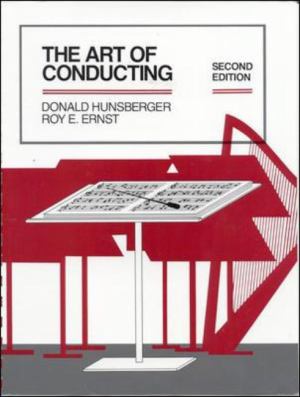 THE ART OF
CONDUCTING
SECOND
EDITION
DONALD HUNSBERGER
ROY E. ERNST